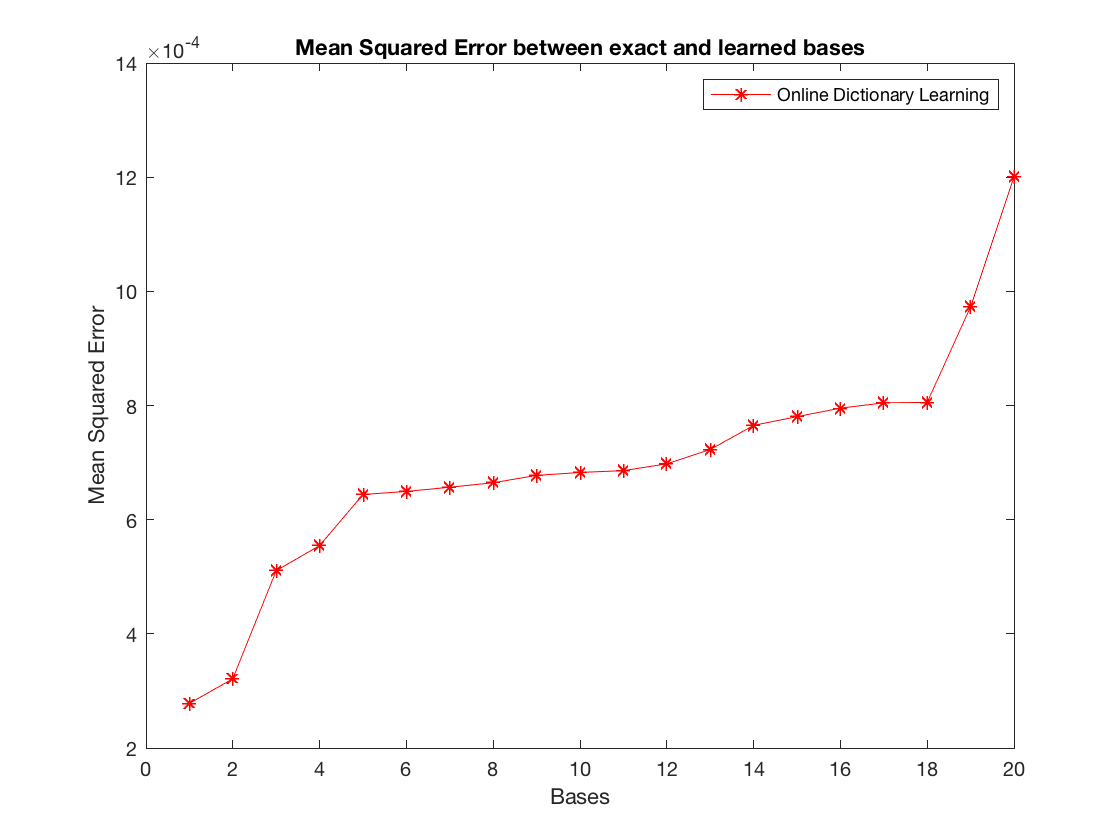 Mean Squared Error between exact and learned bases
×10-4
Online Dictionary Learning
14
12
10
8
6
4
2
Mean Squared Error
0 2 4 6 8 10 12 14 16 18 20
Bases